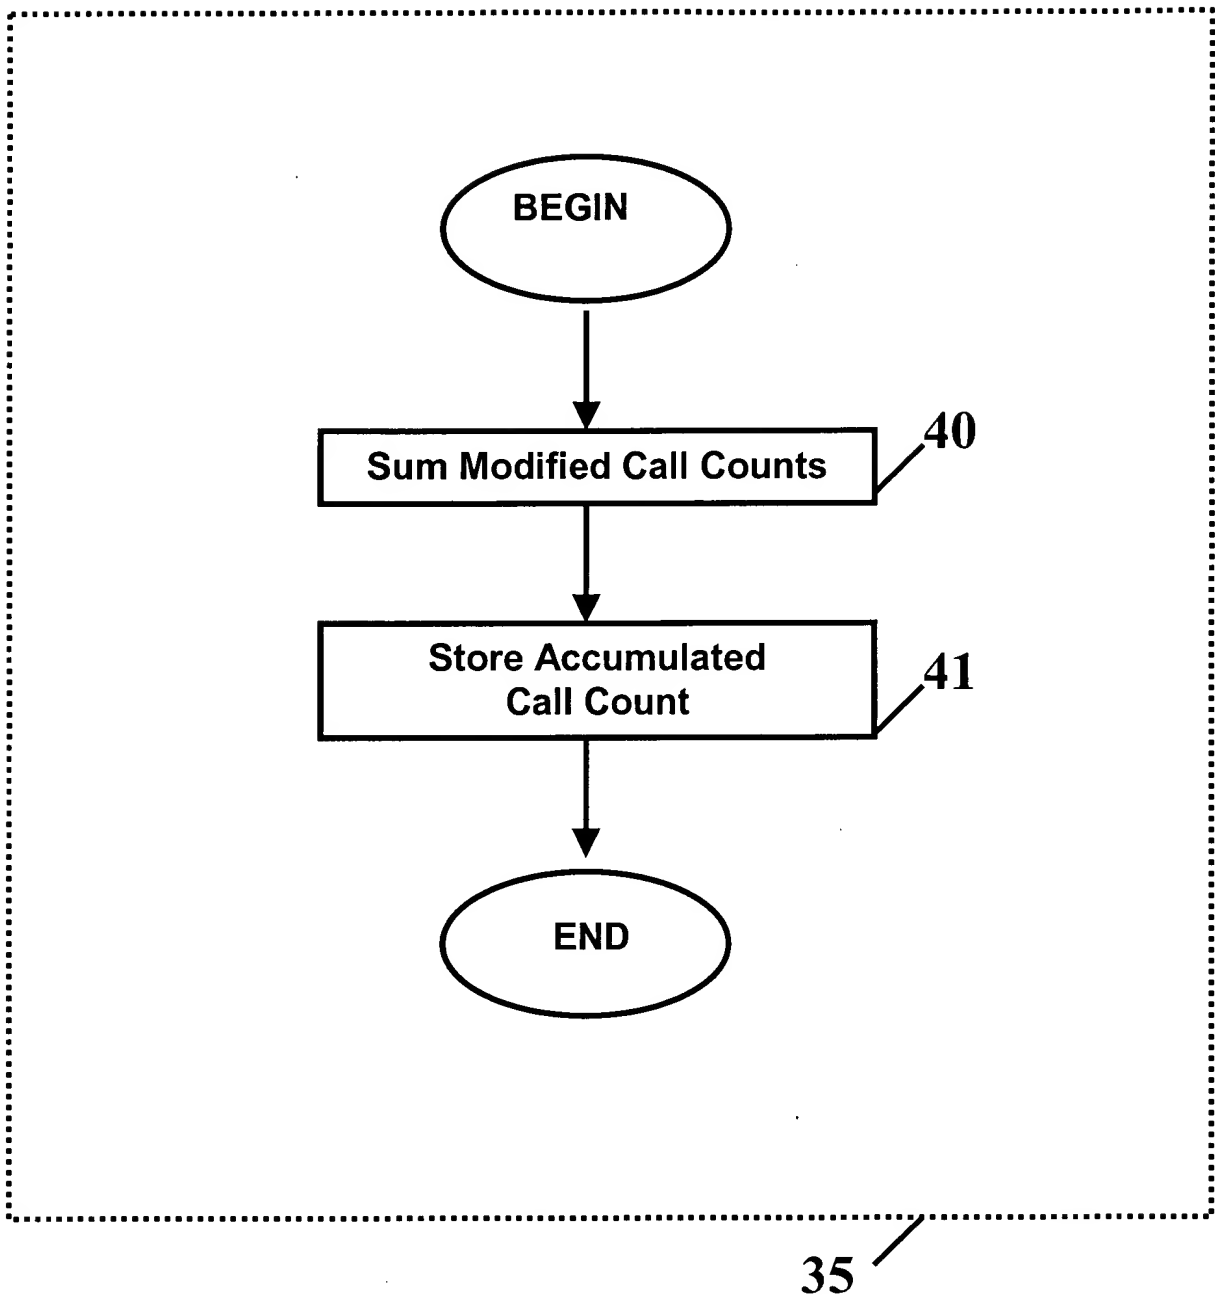 BEGIN
Sum Modified Call Counts
40
Store Accumulated
Call Count
41
END
35